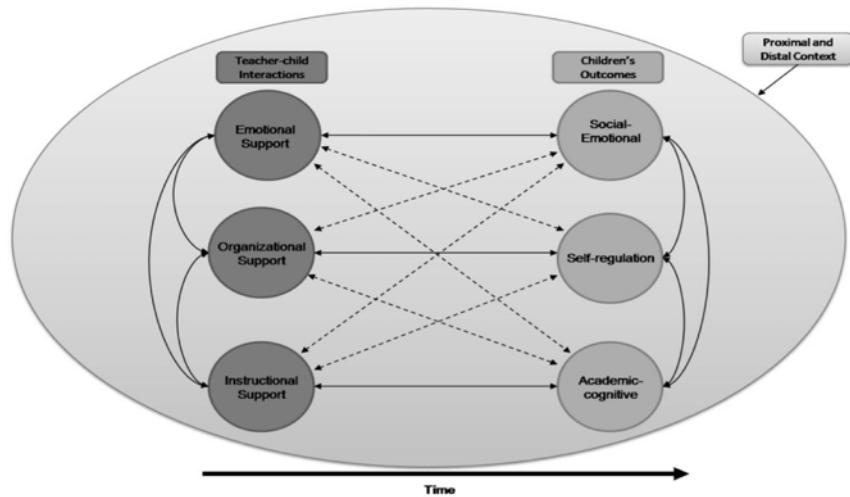 Teacher-child
Interactions
Children's
Outcomes
Proximal and
Distal Context
Emotional
Support
Social-
Emotional
Organizational
Support
Self-regulation
Instructional
Support
Academic-
cognitive
Time